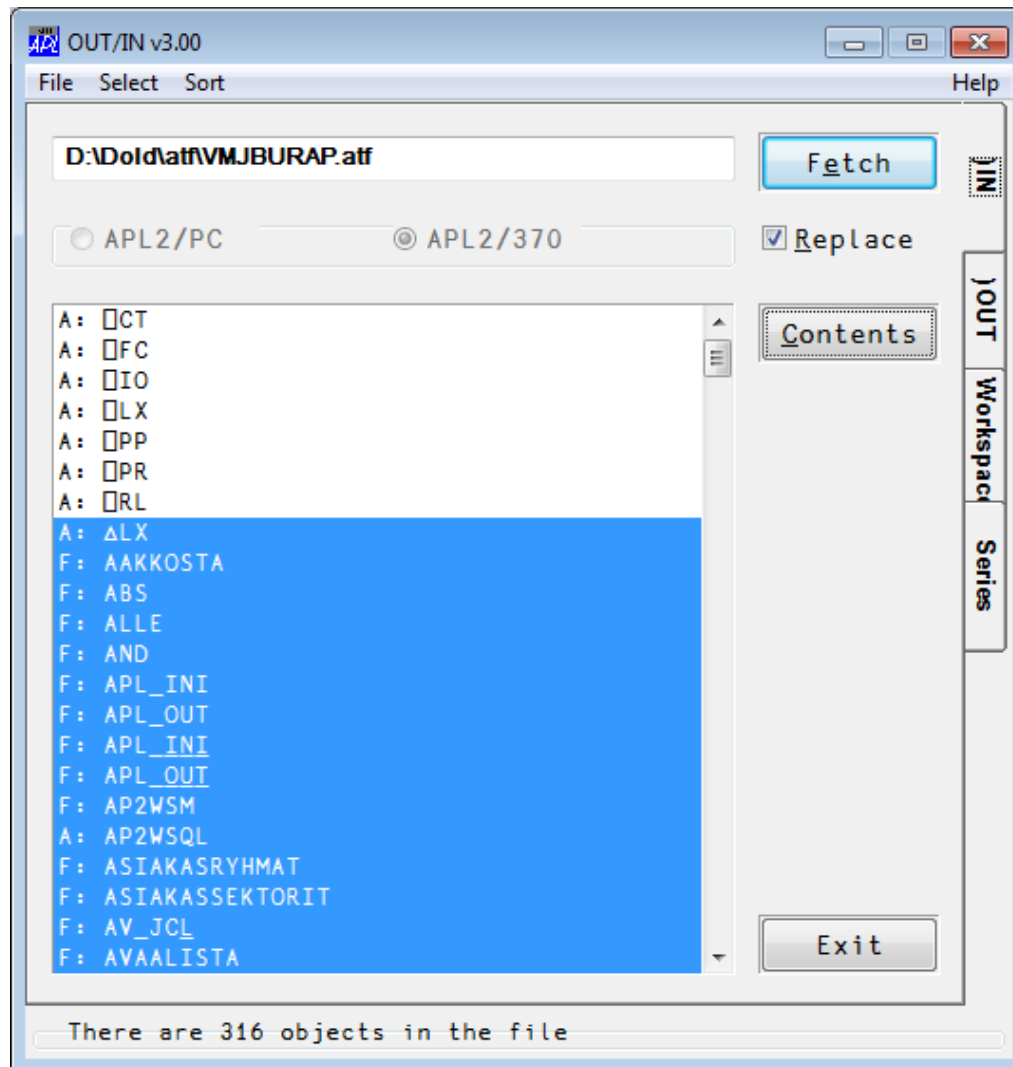 APL2 OUT/IN v3.00
File Select Sort Help
D:\Dold\atf\VMJBURAP.atf
Fetch
APL2/PC APL2/370
Replace
A: ⎕CT
A: ⎕FC
A: ⎕IO
A: ⎕LX
A: ⎕PP
A: ⎕PR
A: ⎕RL
A: ∆LX
F: AAKKOSTA
F: ABS
F: ALLE
F: AND
F: APL_INI
F: APL_OUT
F: APL_INI
F: APL_OUT
F: AP2WSM
A: AP2WSQL
F: ASIAKASRYHMAT
F: ASIAKASSEKTORIT
F: AV_JCL
F: AVAALISTA
Contents
Exit
)IN
)OUT
Workspac
Series
There are 316 objects in the file